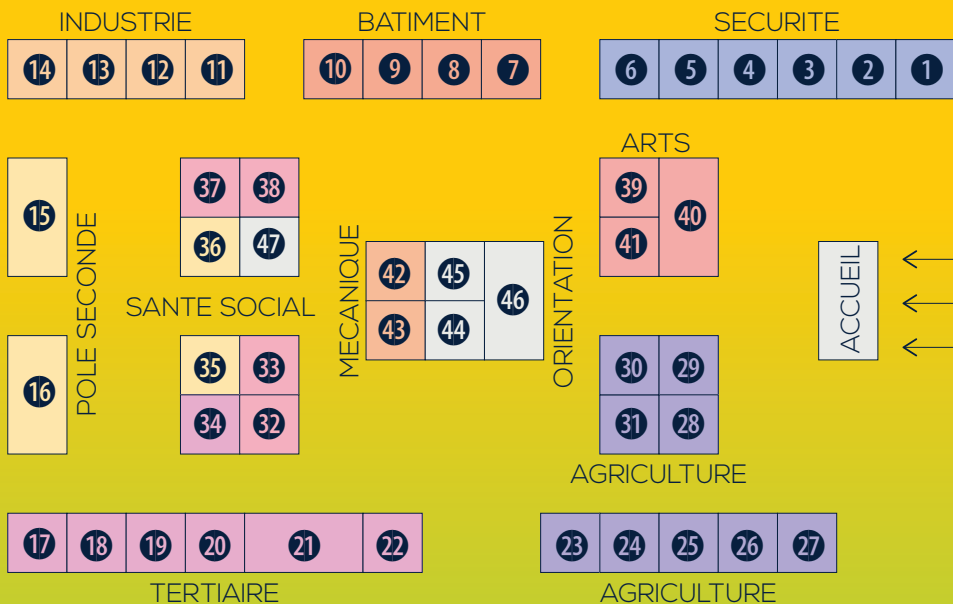 INDUSTRIE
BATIMENT
SECURITE
14 13 12 11
10 9 8 7
6 5 4 3 2 1
ARTS
15
POLE SECONDE
37 38
36 47
SANTE SOCIAL
MECANIQUE
42 45
43 44
46
ORIENTATION
39
41
40
ACCUEIL
16
35 33
34 32
30 29
31 28
AGRICULTURE
17 18 19 20 21 22
23 24 25 26 27
TERTIAIRE
AGRICULTURE